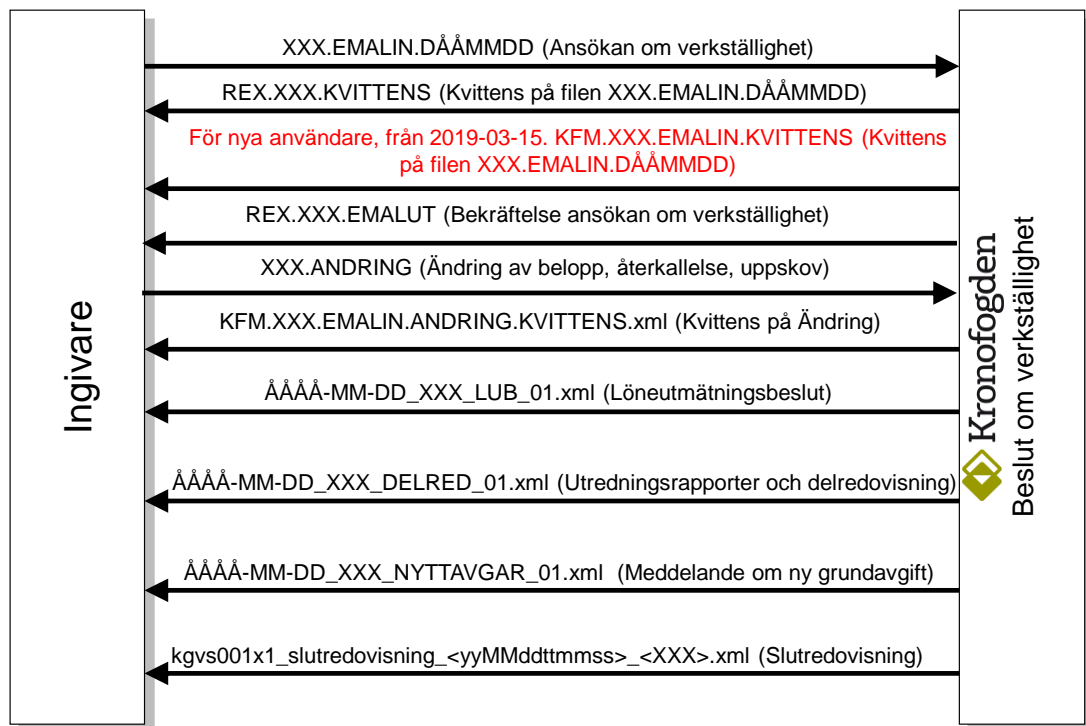 XXX.EMALIN.DÅÅMMDD (Ansökan om verkställighet)
REX.XXX.KVITTENS (Kvittens på filen XXX.EMALIN.DÅÅMMDD)
För nya användare, från 2019-03-15. KFM.XXX.EMALIN.KVITTENS (Kvittens
på filen XXX.EMALIN.DÅÅMMDD)
REX.XXX.EMALUT (Bekräftelse ansökan om verkställighet)
XXX.ANDRING (Ändring av belopp, återkallelse, uppskov)
KFM.XXX.EMALIN.ANDRING.KVITTENS.xml (Kvittens på Ändring)
ÅÅÅÅ-MM-DD_XXX_LUB_01.xml (Löneutmätningsbeslut)
ÅÅÅÅ-MM-DD_XXX_DELRED_01.xml (Utredningsrapporter och delredovisning)
ÅÅÅÅ-MM-DD_XXX_NYTTAVGAR_01.xml (Meddelande om ny grundavgift)
kgvs001x1_slutredovisning_<yyMMddttmmss>_<XXX>.xml (Slutredovisning)
Ingivare
Kronofogden
Beslut om verkställighet